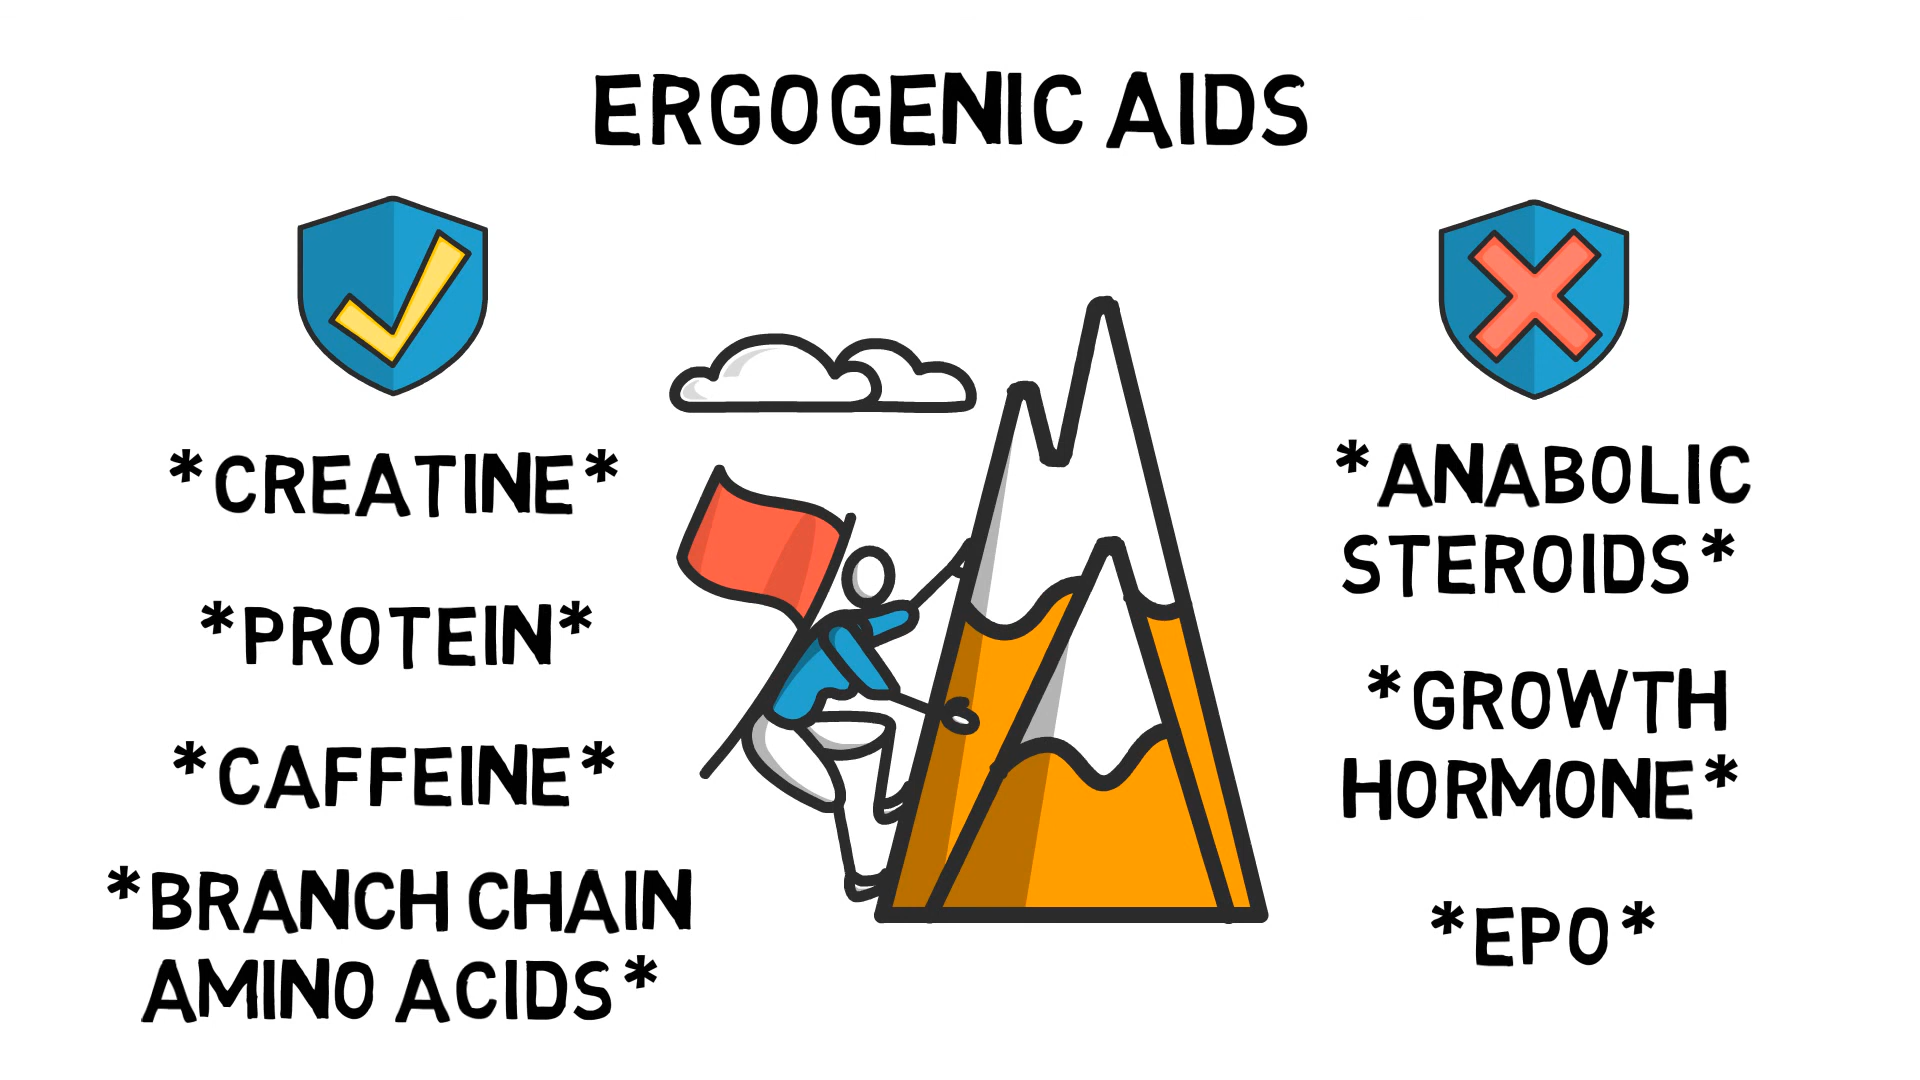 ERGOGENIC AIDS
*CREATINE*
*PROTEIN*
*CAFFEINE*
*BRANCH CHAIN
AMINO ACIDS*
*ANABOLIC
STEROIDS*
*GROWTH
HORMONE*
*EPO*